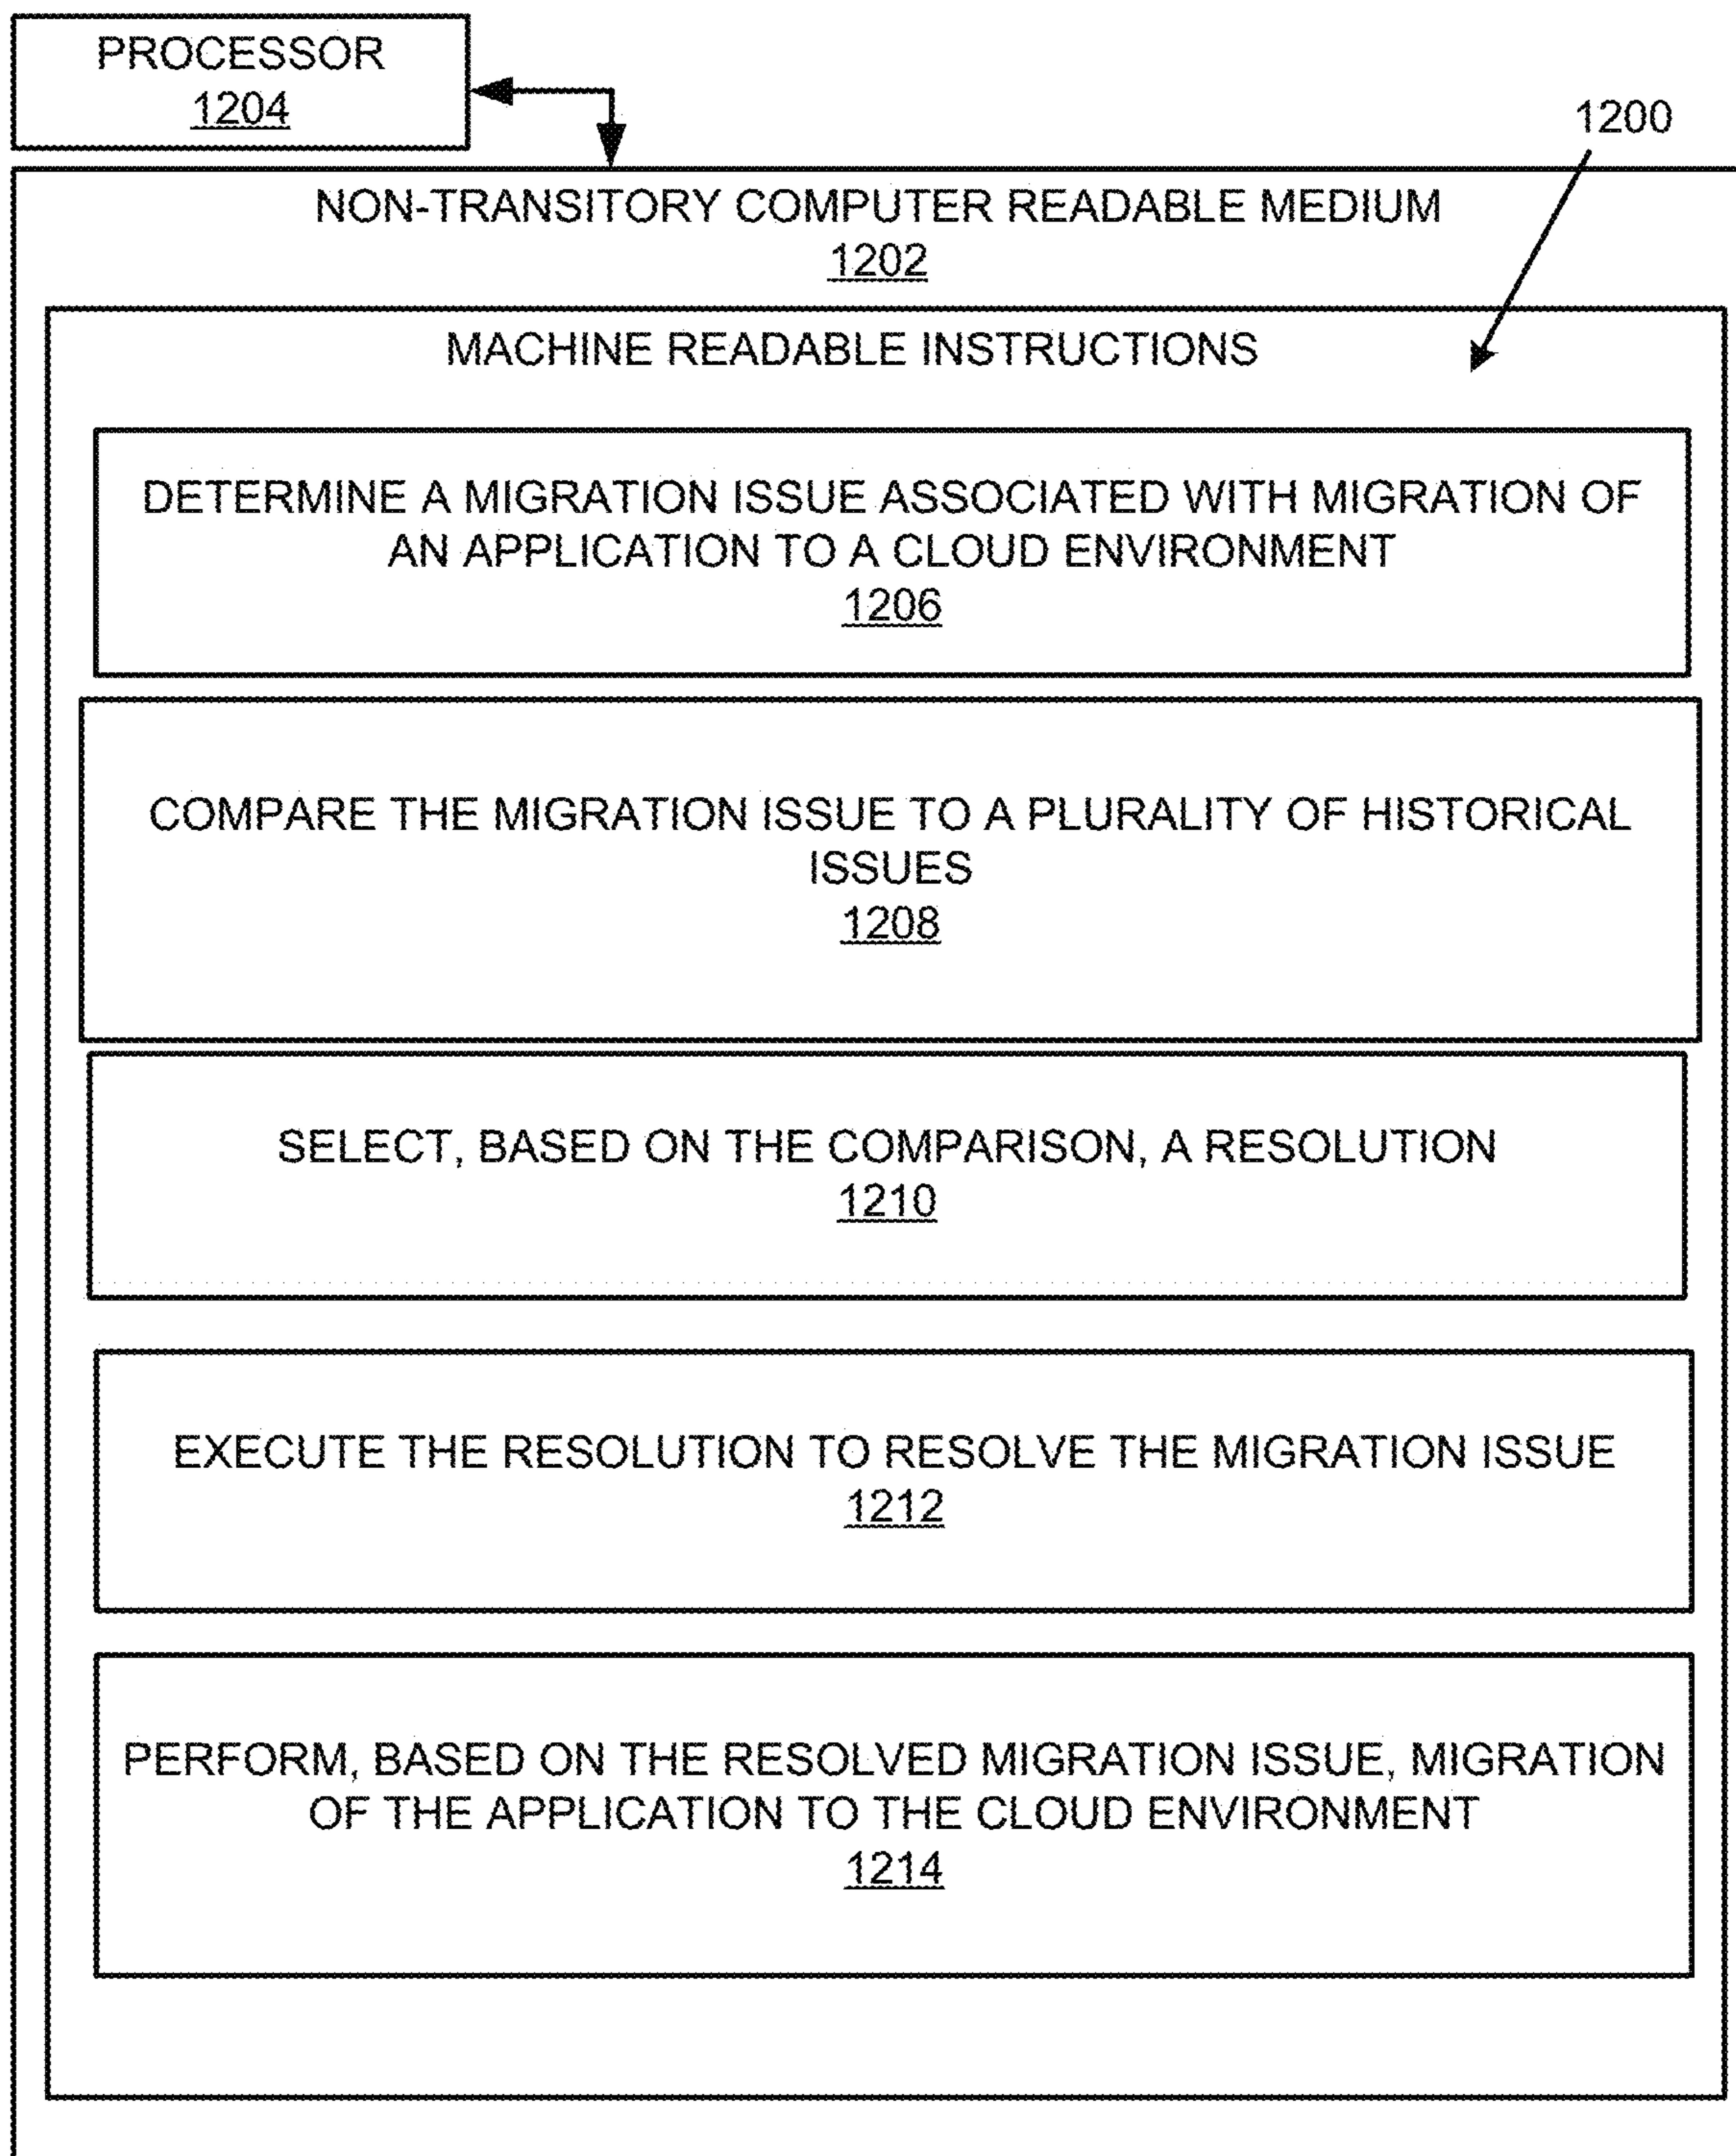 PROCESSOR
1204
1200
NON-TRANSITORY COMPUTER READABLE MEDIUM
1202
MACHINE READABLE INSTRUCTIONS
DETERMINE A MIGRATION ISSUE ASSOCIATED WITH MIGRATION OF
AN APPLICATION TO A CLOUD ENVIRONMENT
1206
COMPARE THE MIGRATION ISSUE TO A PLURALITY OF HISTORICAL
ISSUES
1208
SELECT, BASED ON THE COMPARISON, A RESOLUTION
1210
EXECUTE THE RESOLUTION TO RESOLVE THE MIGRATION ISSUE
1212
PERFORM, BASED ON THE RESOLVED MIGRATION ISSUE, MIGRATION
OF THE APPLICATION TO THE CLOUD ENVIRONMENT
1214